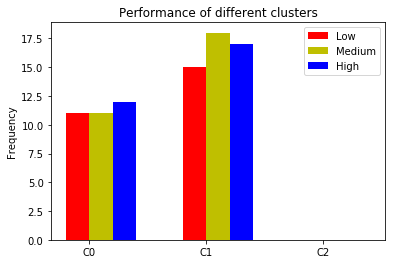 Performance of different clusters
Low
Medium
High
Frequency
17.5
15.0
12.5
10.0
7.5
5.0
2.5
0.0
C0
C1
C2